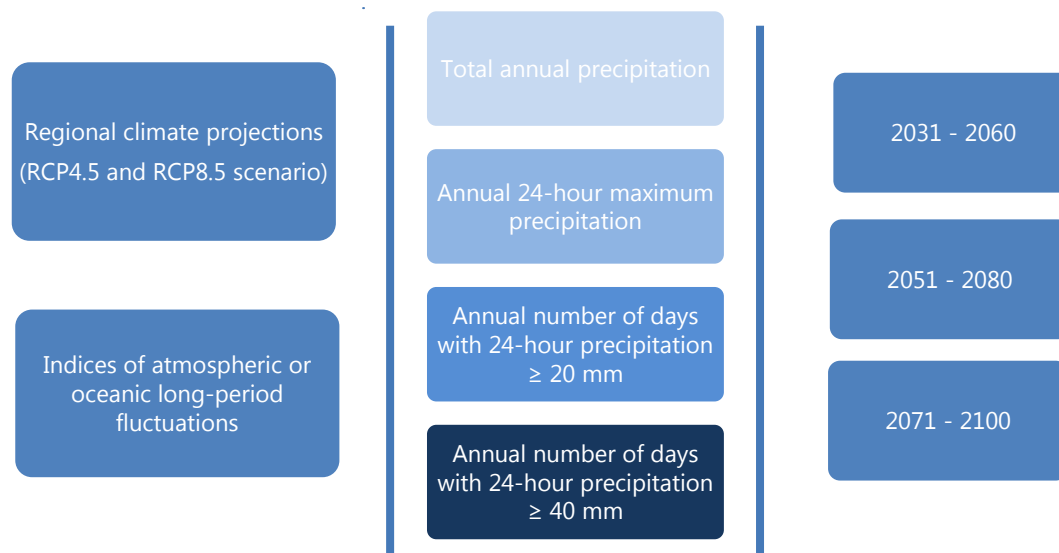 Regional climate projections
(RCP4.5 and RCP8.5 scenario)
Indices of atmospheric or
oceanic long-period
fluctuations
Total annual precipitation
Annual 24-hour maximum
precipitation
Annual number of days
with 24-hour precipitation
≥ 20 mm
Annual number of days
with 24-hour precipitation
≥ 40 mm
2031 - 2060
2051 - 2080
2071 - 2100